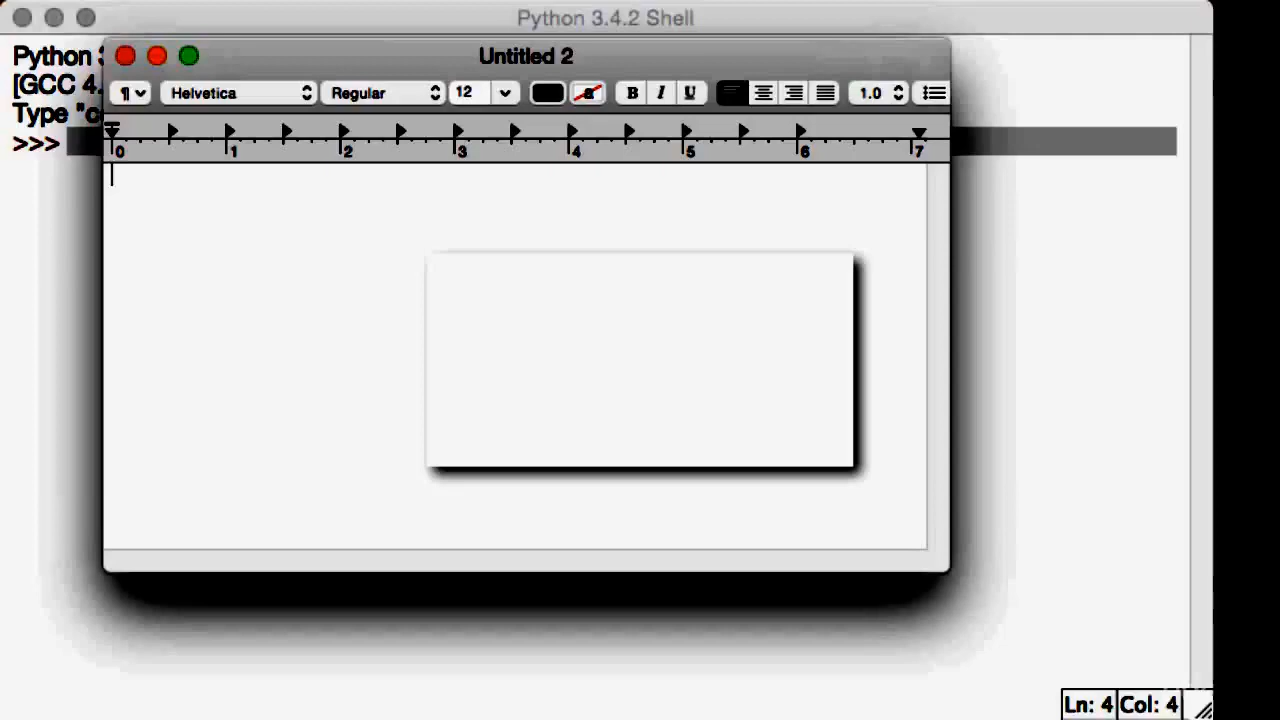 Python 3.4.2 Shell
Python
[GCC 4.
Type "c
>>>
Untitled 2
¶ Helvetica Regular 12 a B I U 1.0
0 1 2 3 4 5 6 7
Ln: 4 Col: 4